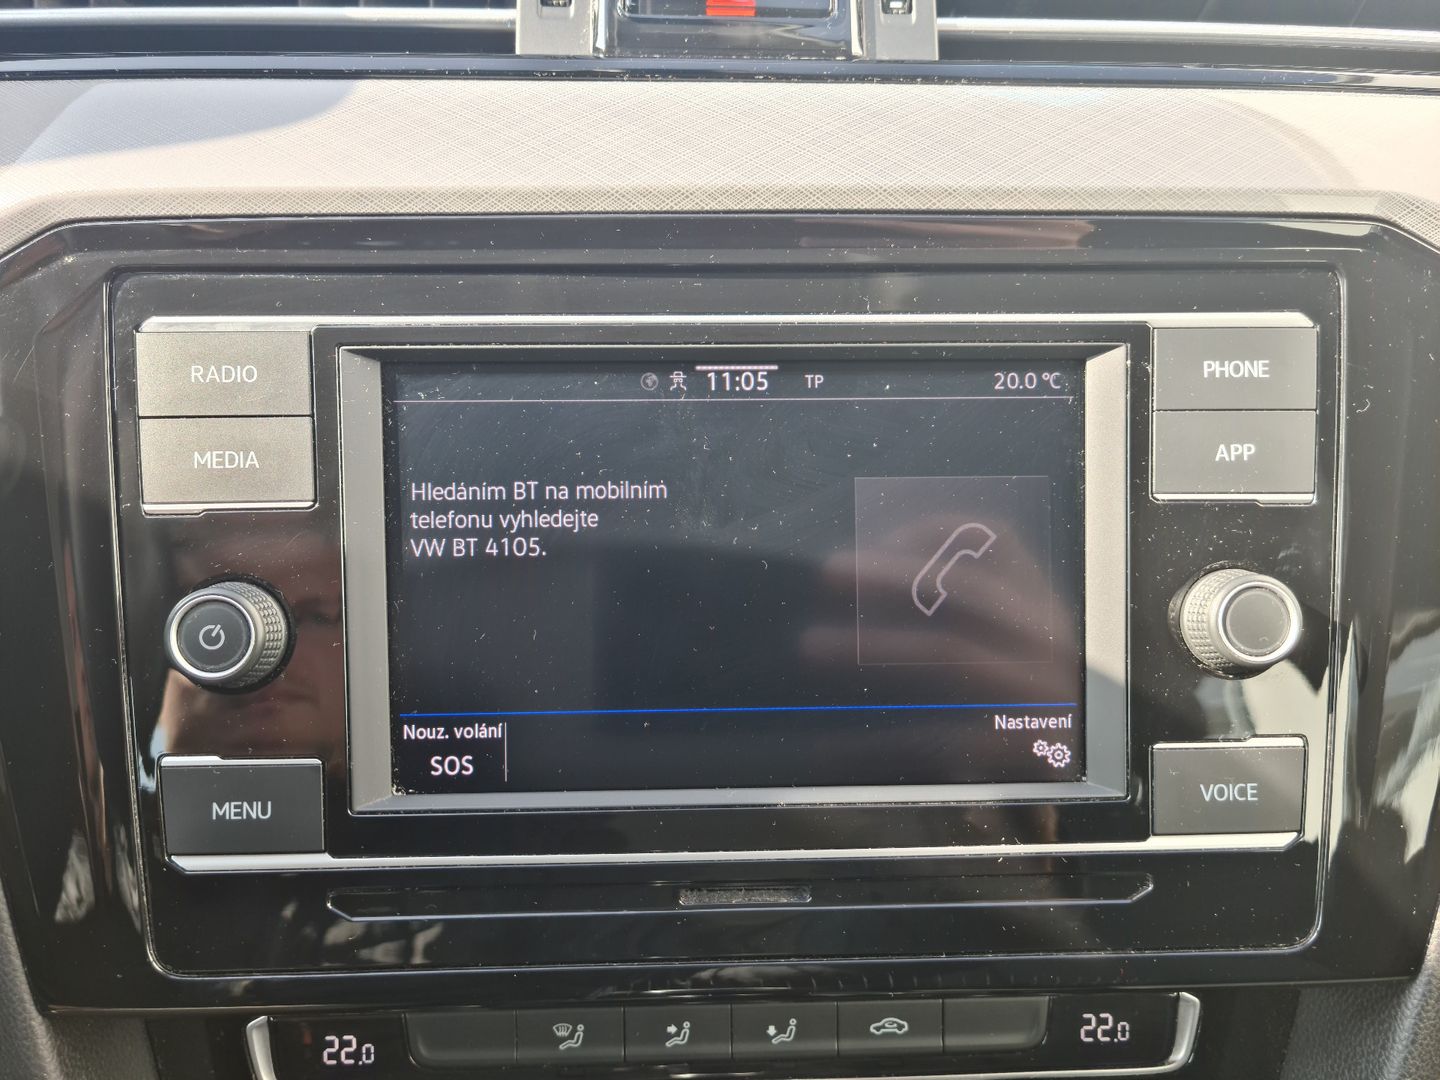 RADIO
MEDIA
MENU
PHONE
APP
VOICE
11:05 TP 20.0 °C
Hledáním BT na mobilním
telefonu vyhledejte
VW BT 4105.
Nouz. volání
SOS
Nastavení
22.0
22.0